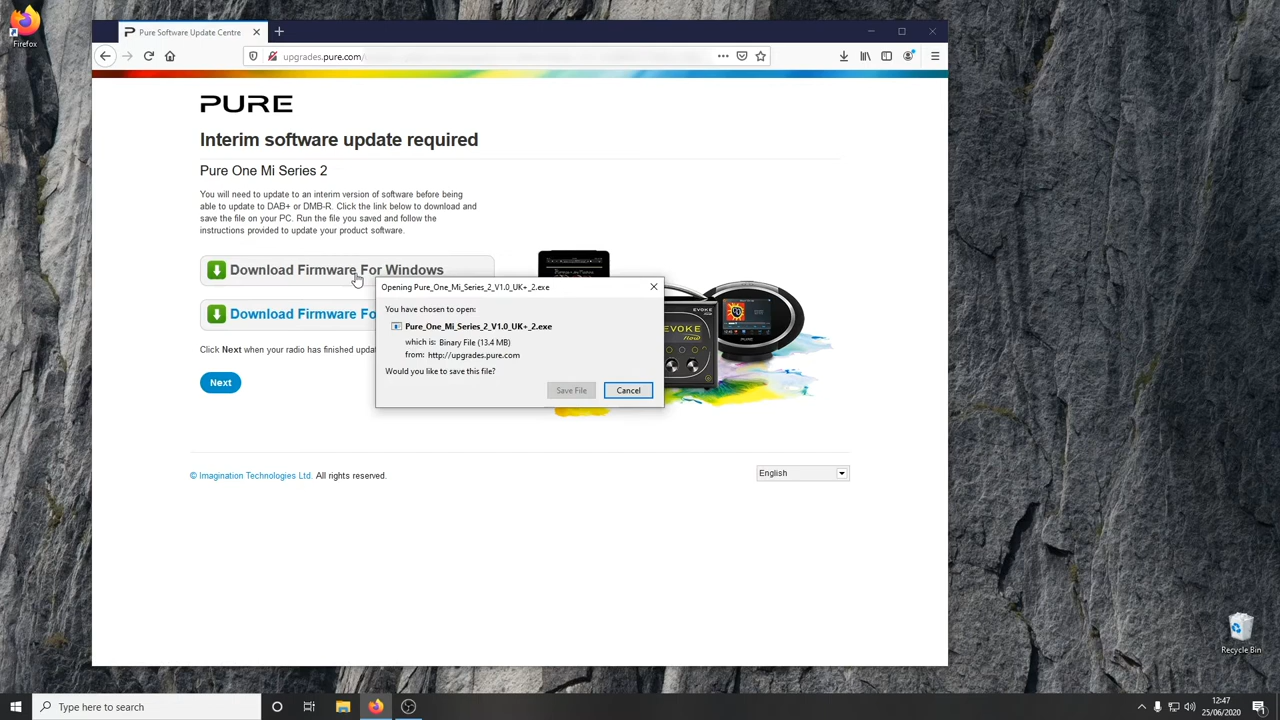 Firefox
Pure Software Update Centre
upgrades.pure.com/
PURE
Interim software update required
Pure One Mi Series 2
You will need to update to an interim version of software before being
able to update to DAB+ or DMB-R. Click the link below to download and
save the file on your PC. Run the file you saved and follow the
instructions provided to update your product software.
Download Firmware For Windows
Download Firmware Fo
Click Next when your radio has finished upda
Next
Opening Pure_One_Mi_Series_2_V1.0_UK+_2.exe
You have chosen to open:
Pure_One_Mi_Series_2_V1.0_UK+_2.exe
which is: Binary File (13.4 MB)
from: http://upgrades.pure.com
Would you like to save this file?
Save File
Cancel
EVOKE
EVOKE
flow
PURE
© Imagination Technologies Ltd. All rights reserved.
English
Recycle Bin
Type here to search
12:47
25/06/2020
1